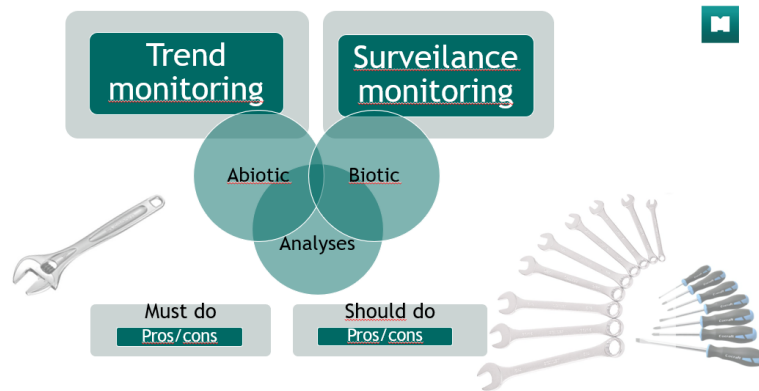 Trend
monitoring
Surveilance
monitoring
Abiotic
Biotic
Analyses
Must do
Pros/cons
Should do
Pros/cons